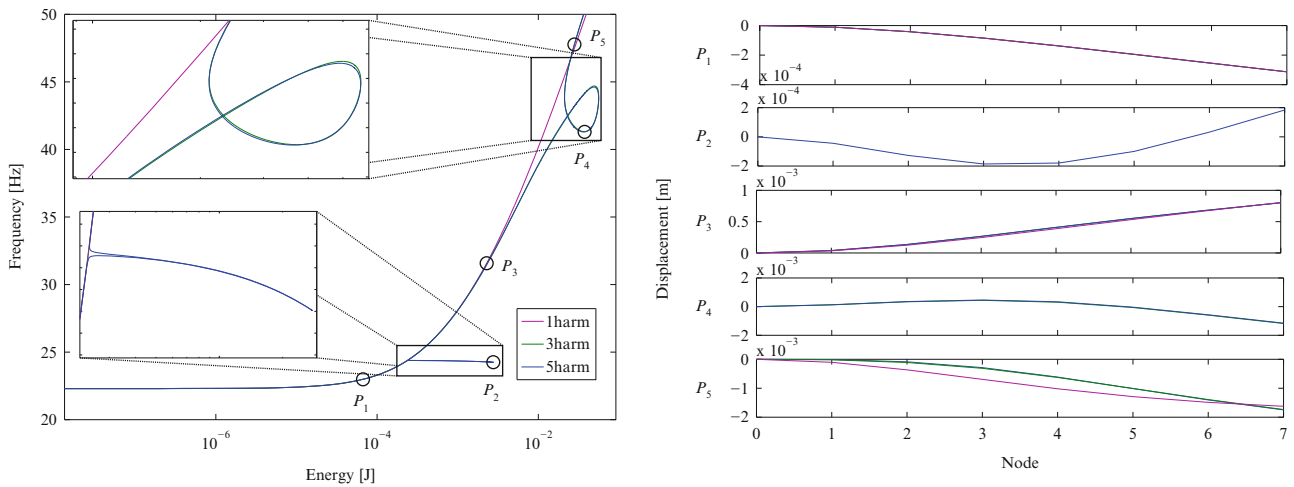 50
45
40
35
30
25
20
Frequency [Hz]
P5
P4
P3
P2
P1
1harm
3harm
5harm
10^−6
10^−4
10^−2
Energy [J]
Displacement [m]
P1
0
−2
−4
x 10^−4
P2
2
0
−2
x 10^−4
P3
1
0.5
0
x 10^−3
P4
2
0
−2
x 10^−3
P5
0
−1
−2
x 10^−3
0
1
2
3
4
5
6
7
Node